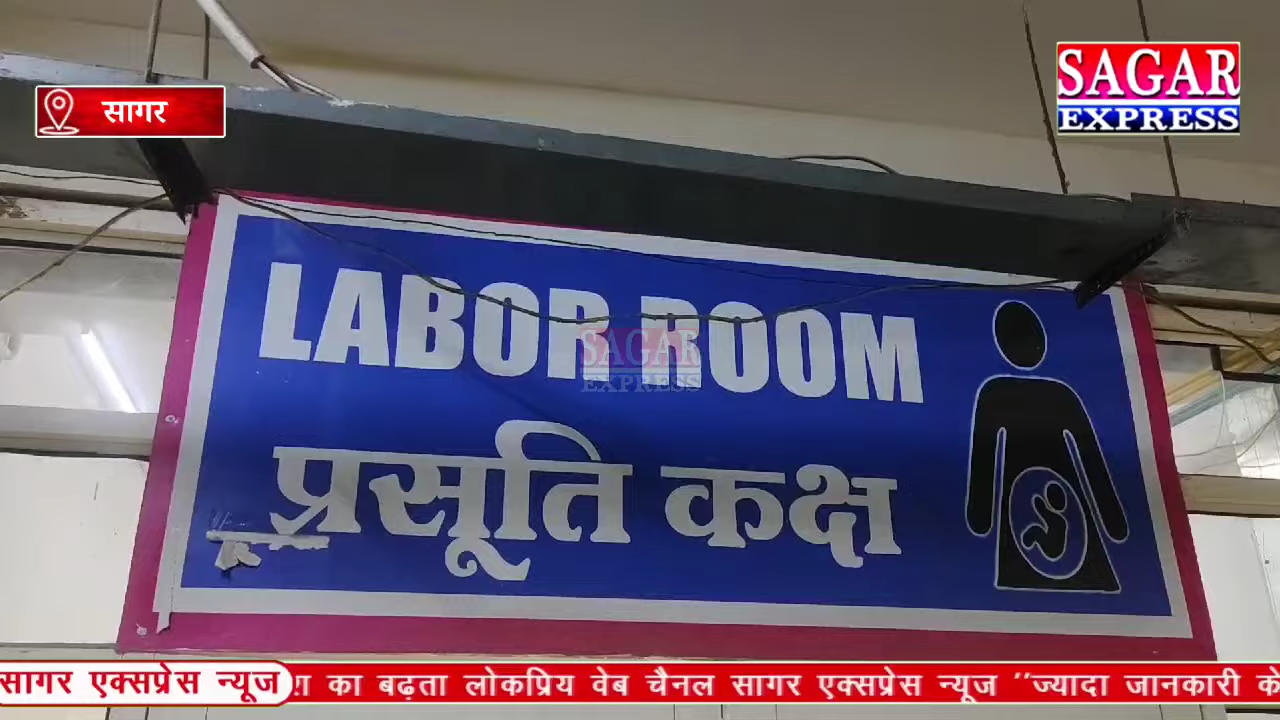 सागर
SAGAR
EXPRESS
LABOR ROOM
SAGAR
EXPRESS
प्रसूति कक्ष
सागर एक्सप्रेस न्यूज
का बढ़ता लोकप्रिय वेब चैनल सागर एक्सप्रेस न्यूज ''ज्यादा जानकारी के